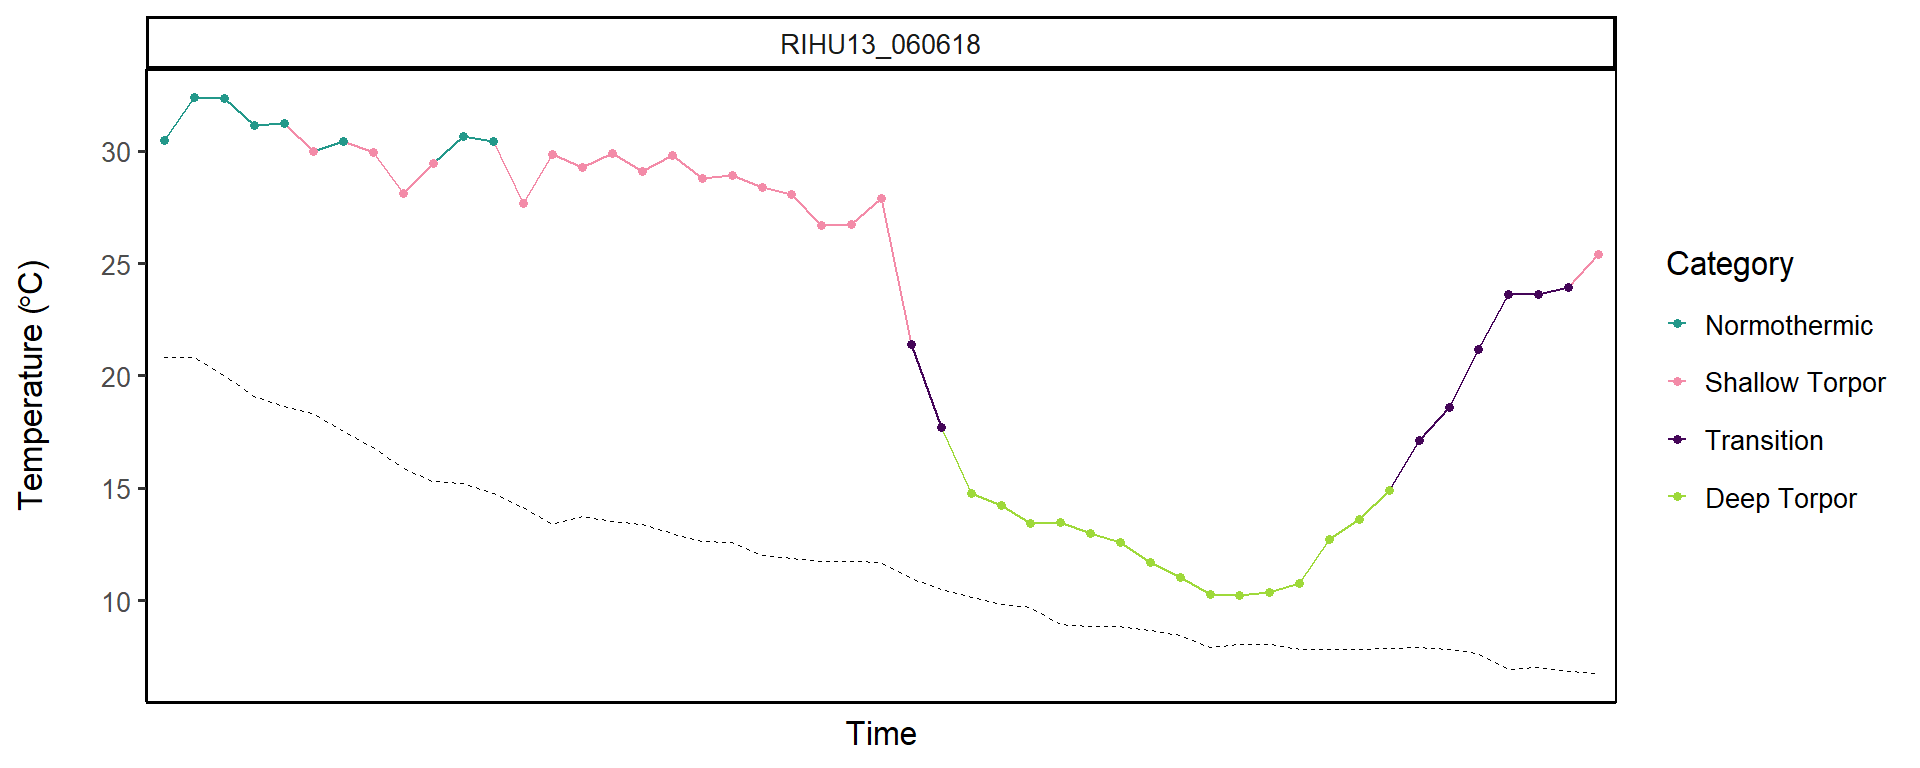 RIHU13_060618
Temperature (°C)
30
25
20
15
10
Time
Category
Normothermic
Shallow Torpor
Transition
Deep Torpor